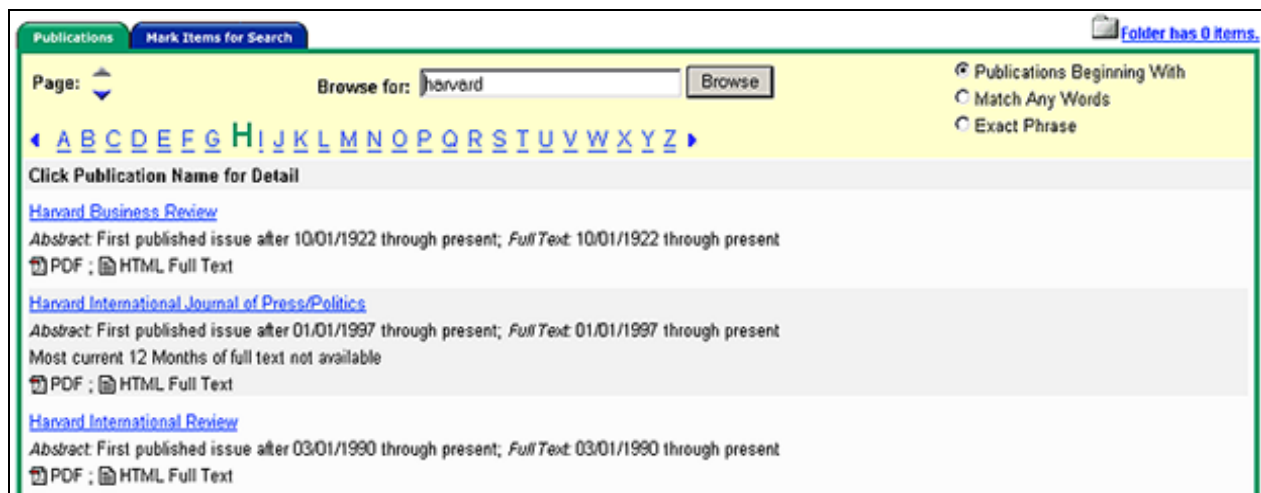 Publications Mark Items for Search Folder has 0 items.
Page: Browse for: harvard Browse Publications Beginning With
Match Any Words
Exact Phrase
A B C D E F G H I J K L M N O P Q R S T U V W X Y Z
Click Publication Name for Detail
Harvard Business Review
Abstract: First published issue after 10/01/1922 through present; Full Text: 10/01/1922 through present
PDF ; HTML Full Text
Harvard International Journal of Press/Politics
Abstract: First published issue after 01/01/1997 through present; Full Text: 01/01/1997 through present
Most current 12 Months of full text not available
PDF ; HTML Full Text
Harvard International Review
Abstract: First published issue after 03/01/1990 through present; Full Text: 03/01/1990 through present
PDF ; HTML Full Text